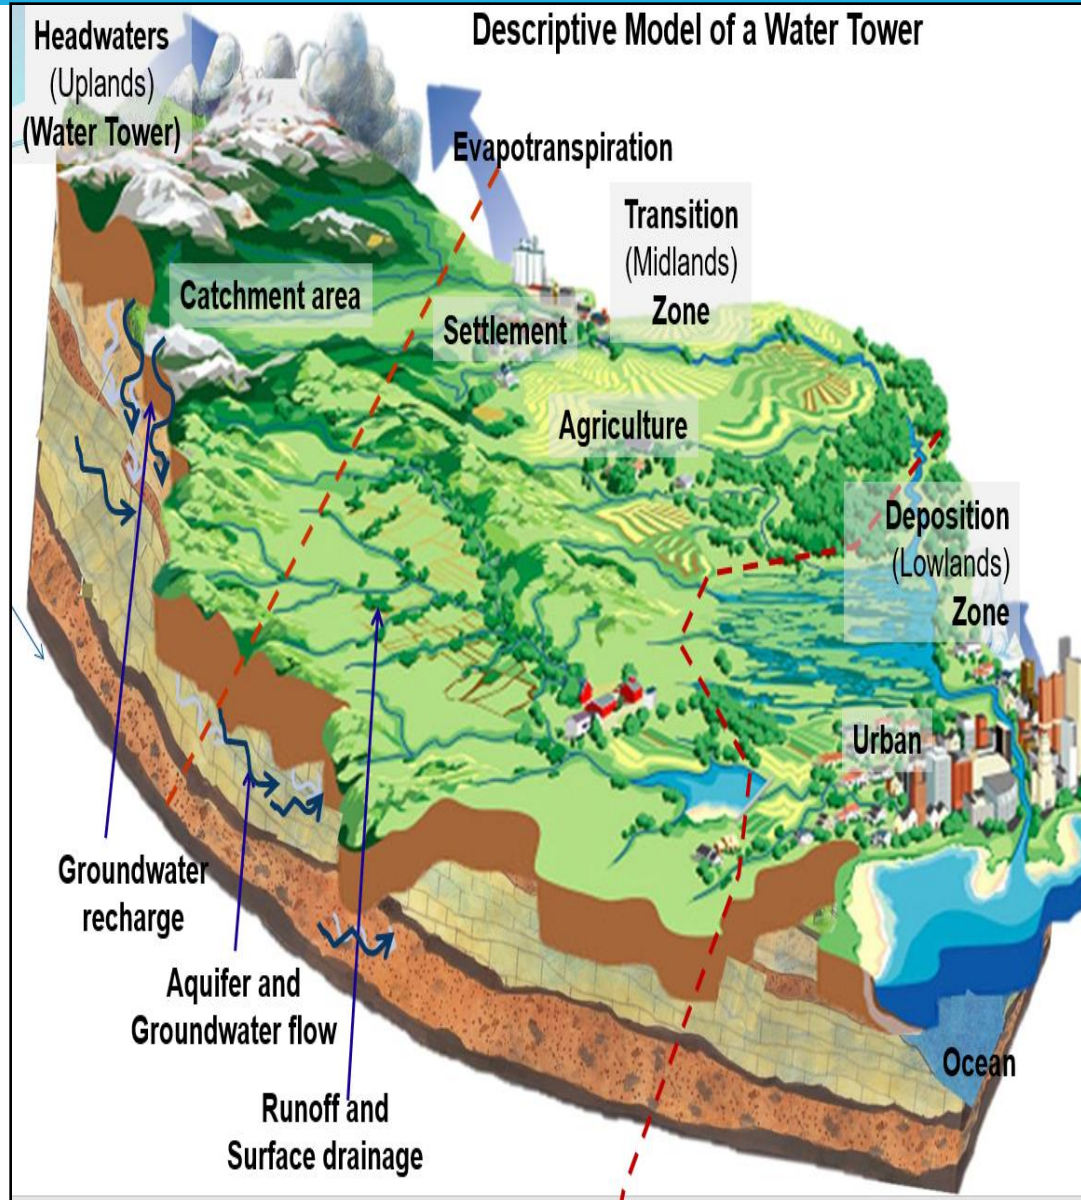 Descriptive Model of a Water Tower
Headwaters
(Uplands)
(Water Tower)
Evapotranspiration
Transition
(Midlands)
Zone
Catchment area
Settlement
Agriculture
Deposition
(Lowlands)
Zone
Urban
Groundwater
recharge
Aquifer and
Groundwater flow
Runoff and
Surface drainage
Ocean